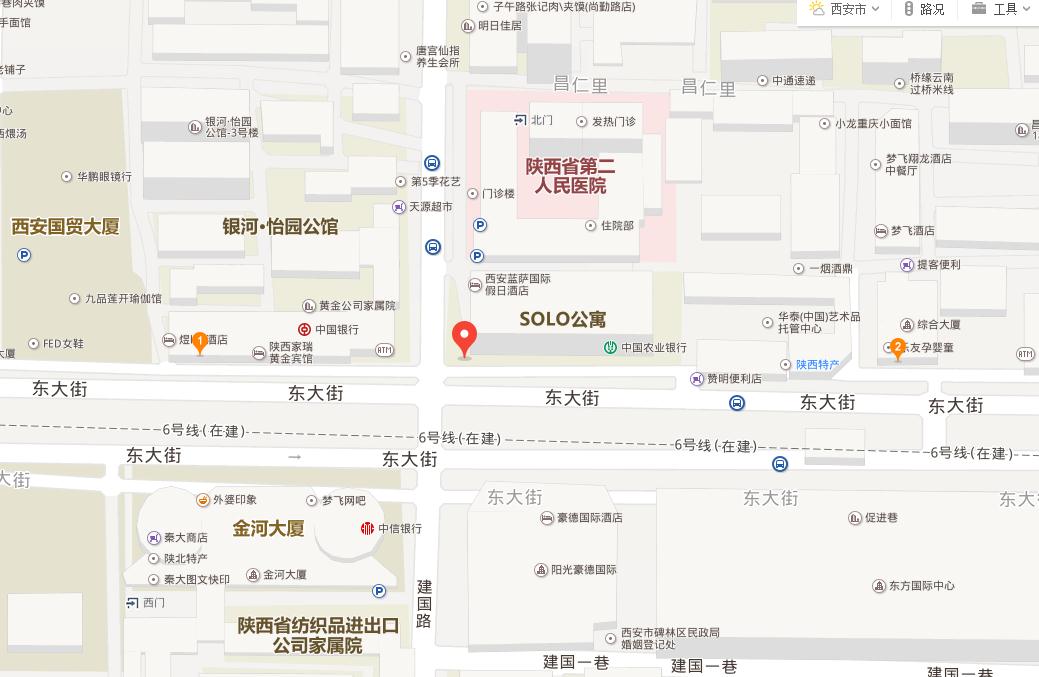 子午路张记肉\夹馍(尚勤路店)
西安市
路况
工具
手面馆
明日佳居
唐宫仙指
养生会所
老铺子
中通速递
桥缘云南
过桥米线
昌仁里
昌仁里
银河·怡园
公馆-3号楼
北门
发热门诊
小龙重庆小面馆
陕西省第二
人民医院
梦飞翔龙酒店
中餐厅
华鹏眼镜行
第5季花艺
门诊楼
天源超市
西安国贸大厦
银河·怡园公馆
住院部
梦飞酒店
提客便利
一烟酒鼎
西安蓝萨国际
假日酒店
九品莲开瑜伽馆
黄金公司家属院
SOLO公寓
华泰(中国)艺术品
托管中心
综合大厦
中国银行
1
酒店
FED女鞋
陕西家瑞
黄金宾馆
ATM
中国农业银行
2
友孕婴童
ATM
陕西特产
赞明便利店
东大街
东大街
东大街
东大街
东大街
6号线(在建)
6号线(在建)
6号线(在建)
6号线(在建)
东大街
东大街
大街
东大街
东大街
外婆印象
梦飞网吧
金河大厦
中信银行
豪德国际酒店
促进巷
秦大商店
陕北特产
秦大图文快印
金河大厦
阳光豪德国际
东方国际中心
西门
建国路
陕西省纺织品进出口
公司家属院
西安市碑林区民政局
婚姻登记处
建国一巷
建国一巷
建国一巷